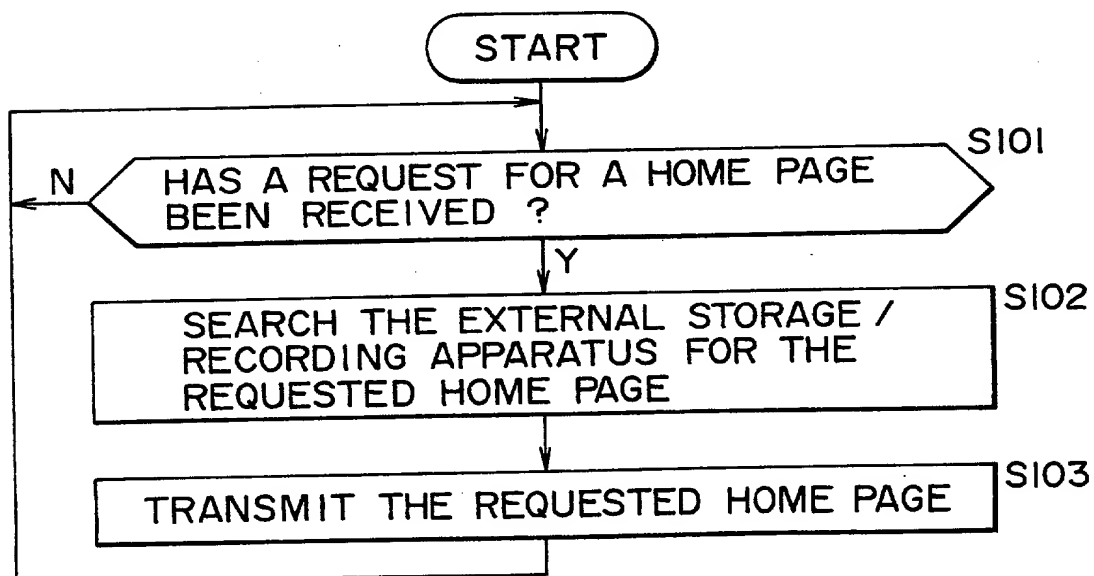 START
S101
N
HAS A REQUEST FOR A HOME PAGE
BEEN RECEIVED ?
Y
S102
SEARCH THE EXTERNAL STORAGE /
RECORDING APPARATUS FOR THE
REQUESTED HOME PAGE
S103
TRANSMIT THE REQUESTED HOME PAGE